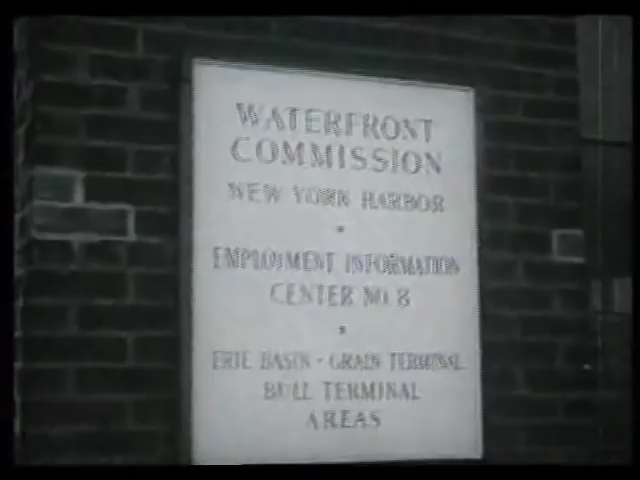 WATERFRONT
COMMISSION
NEW YORK HARBOR
EMPLOYMENT INFORMATION
CENTER NO. 8
ERIE BASIN - GRAIN TERMINAL
BULL TERMINAL
AREAS